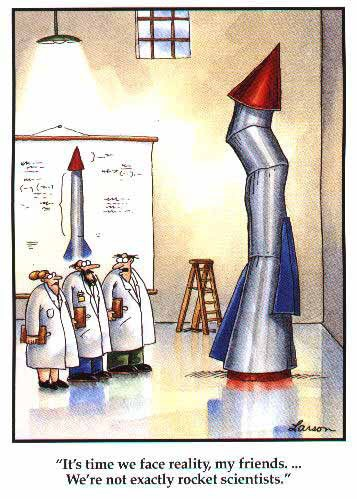 Larson
"It's time we face reality, my friends. ...
We're not exactly rocket scientists."